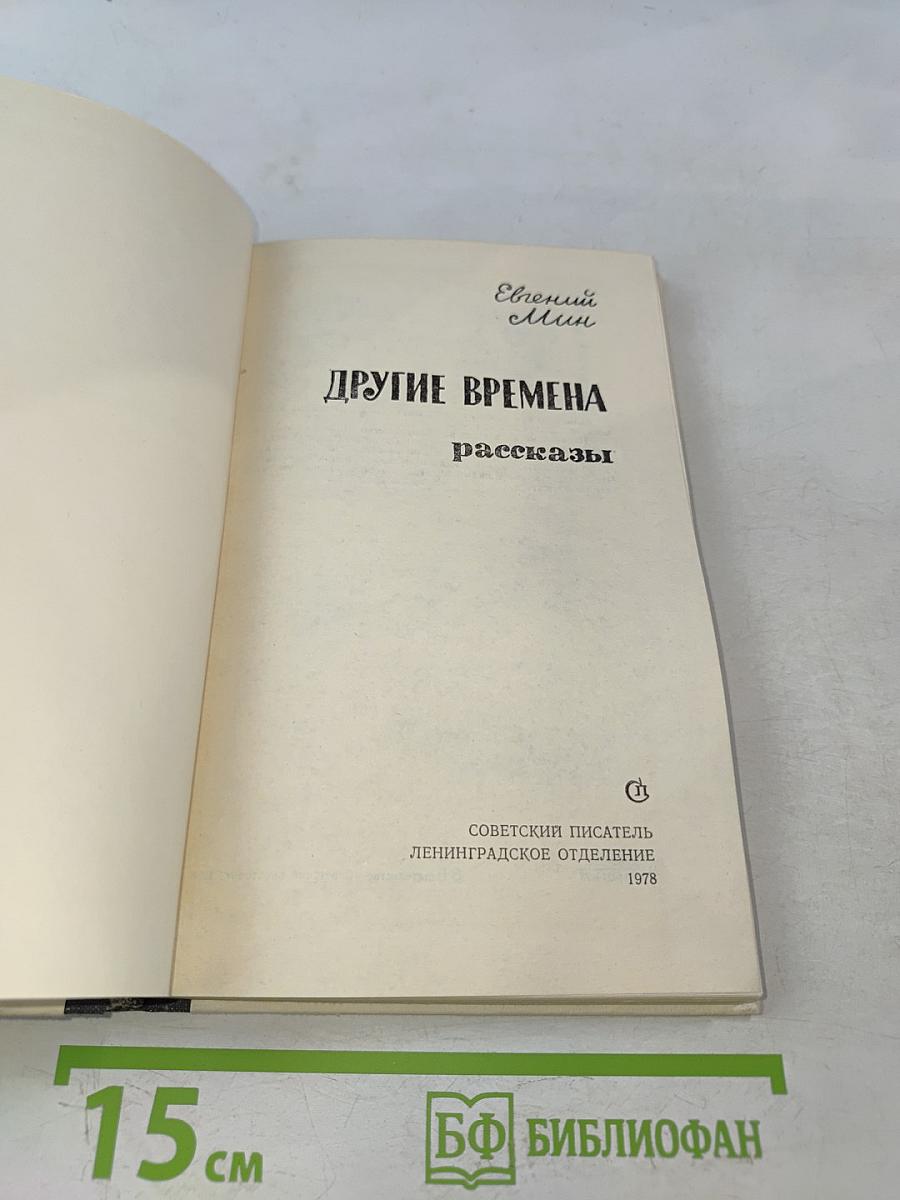 Евгений
Мин
ДРУГИЕ ВРЕМЕНА
рассказы
СП
СОВЕТСКИЙ ПИСАТЕЛЬ
ЛЕНИНГРАДСКОЕ ОТДЕЛЕНИЕ
1978
15 см
БФ БИБЛИОФАН